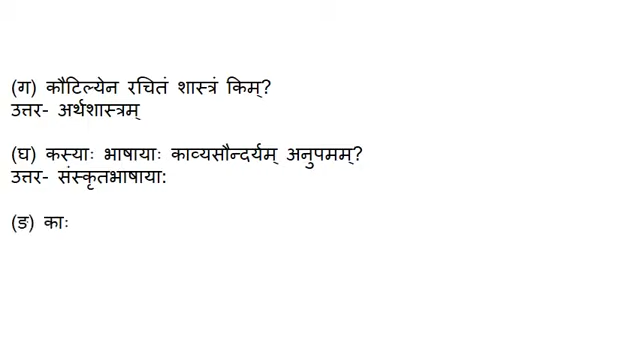 (ग) कौटिल्येन रचितं शास्त्रं किम्?
उत्तर- अर्थशास्त्रम्
(घ) कस्याः भाषायाः काव्यसौन्दर्यम् अनुपमम्?
उत्तर- संस्कृतभाषाया:
(ङ) काः